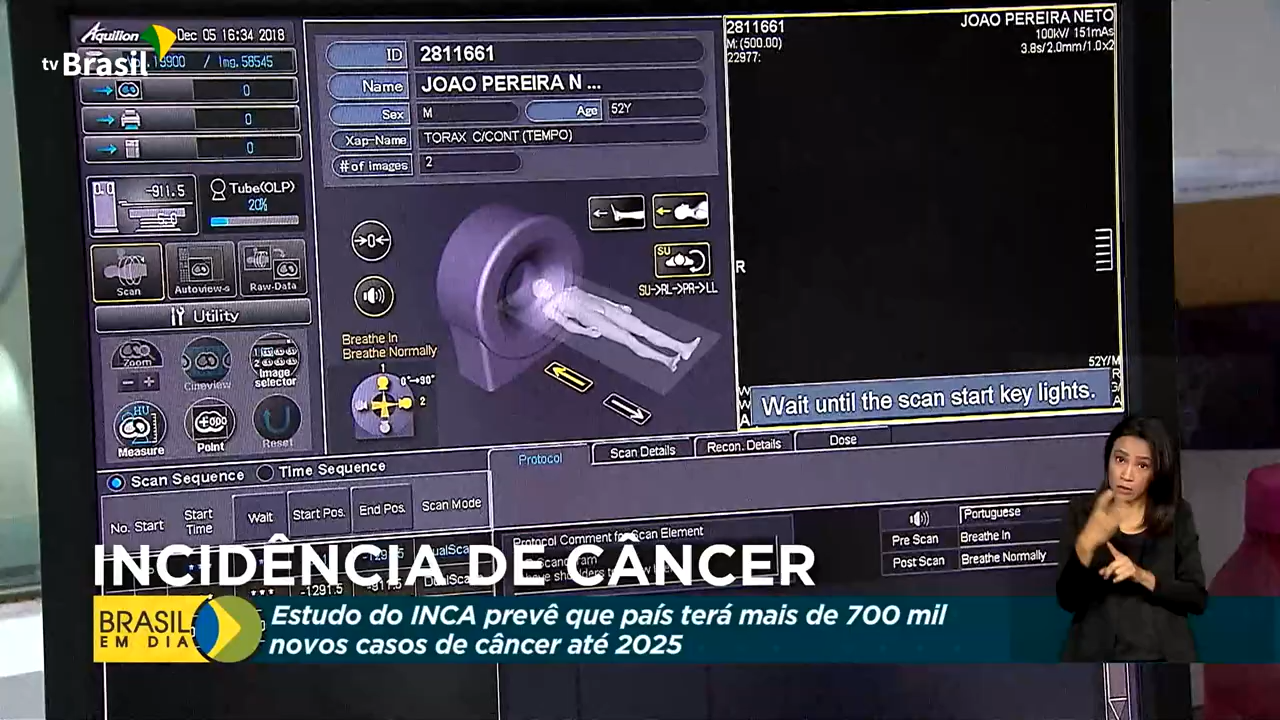 Aquilion
Dec 05 16:34 2018
tv Brasil
9900 / Img.58545
0
0
0
0.0
-911.5
Tube(OLP)
20%
Scan
Autoview-s
Raw-Data
Utility
Zoom
Cineview
Image
selector
HU
Measure
Point
Reset
ID 2811661
Name JOAO PEREIRA N ...
Sex M Age 52Y
Xap-Name TORAX C/CONT (TEMPO)
# of Images 2
SU
SU->RL->PR->LL
Breathe In
Breathe Normally
1
0°→90°
2
2811661
M: (500.00)
22977:
JOAO PEREIRA NETO
100kV/ 151mAs
3.8s/2.0mm/1.0x2
R
52Y/M
Wait until the scan start key lights.
Scan Sequence Time Sequence
No. Start
Start
Time
Wait
Start Pos.
End Pos.
Scan Mode
Protocol
Scan Details
Recon. Details
Dose
Protocol Comment for Scan Element
-1291.5 -911.5
Portuguese
Pre Scan Breathe In
Post Scan Breathe Normally
INCIDÊNCIA DE CÂNCER
BRASIL
EM DIA
Estudo do INCA prevê que país terá mais de 700 mil
novos casos de câncer até 2025